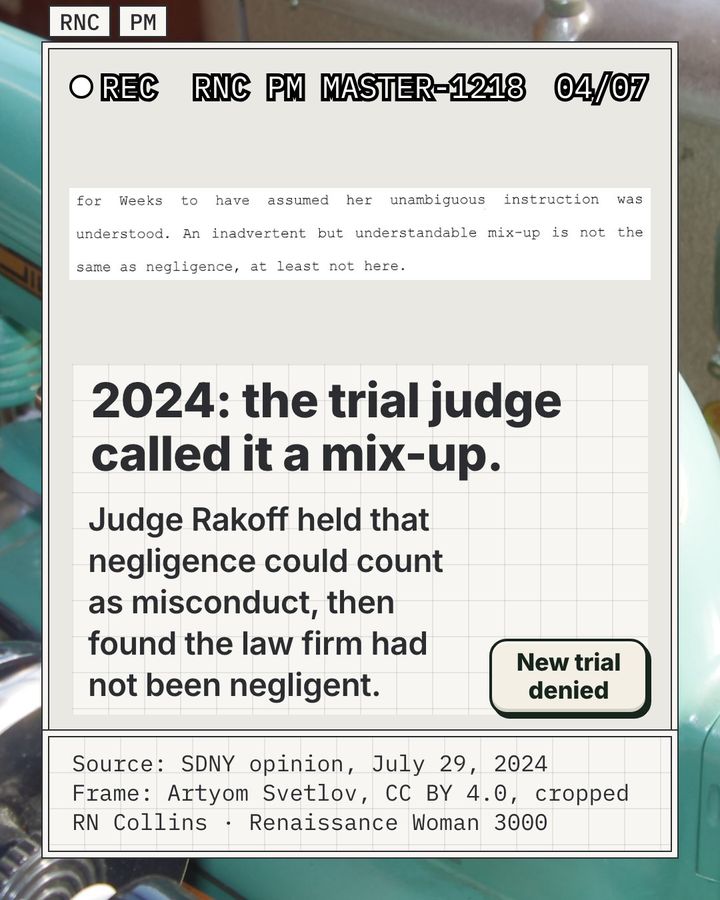 RNC PM
REC RNC PM MASTER-1218 04/07
for Weeks to have assumed her unambiguous instruction was
understood. An inadvertent but understandable mix-up is not the
same as negligence, at least not here.
2024: the trial judge
called it a mix-up.
Judge Rakoff held that
negligence could count
as misconduct, then
found the law firm had
not been negligent.
New trial
denied
Source: SDNY opinion, July 29, 2024
Frame: Artyom Svetlov, CC BY 4.0, cropped
RN Collins · Renaissance Woman 3000